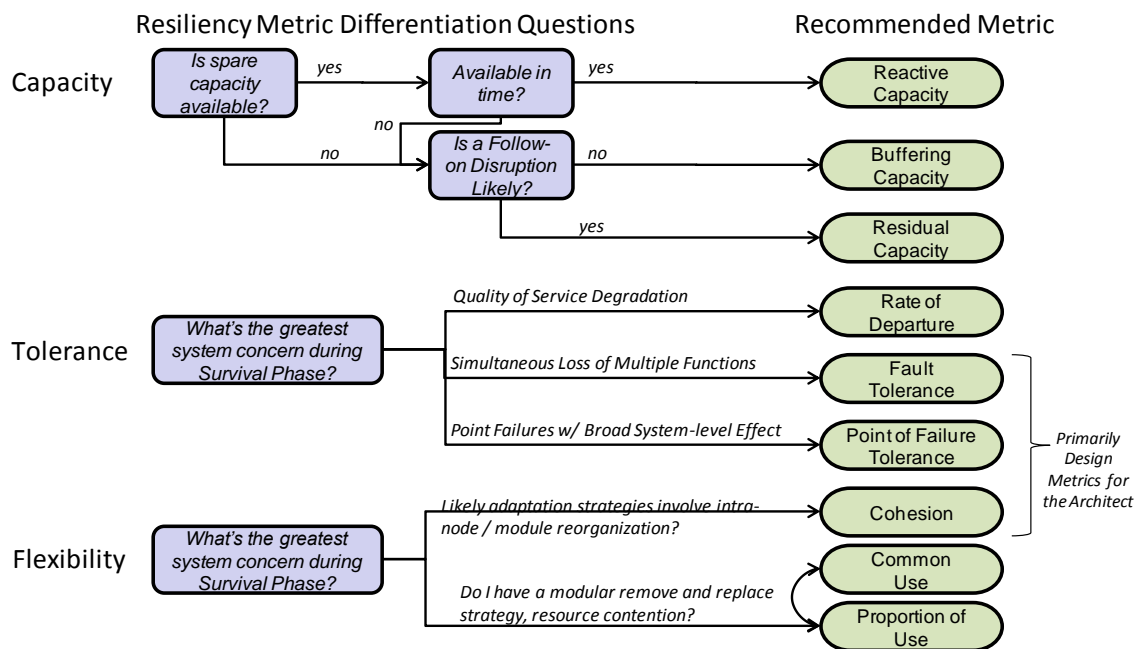 Resiliency Metric Differentiation Questions
Recommended Metric
Capacity
Is spare
capacity
available?
yes
Available in
time?
yes
Reactive
Capacity
no
no
Is a Follow-
on Disruption
Likely?
no
Buffering
Capacity
yes
Residual
Capacity
Tolerance
What's the greatest
system concern during
Survival Phase?
Quality of Service Degradation
Rate of
Departure
Simultaneous Loss of Multiple Functions
Fault
Tolerance
Point Failures w/ Broad System-level Effect
Point of Failure
Tolerance
Primarily
Design
Metrics for
the Architect
Flexibility
What's the greatest
system concern during
Survival Phase?
Likely adaptation strategies involve intra-
node / module reorganization?
Cohesion
Common
Use
Do I have a modular remove and replace
strategy, resource contention?
Proportion of
Use